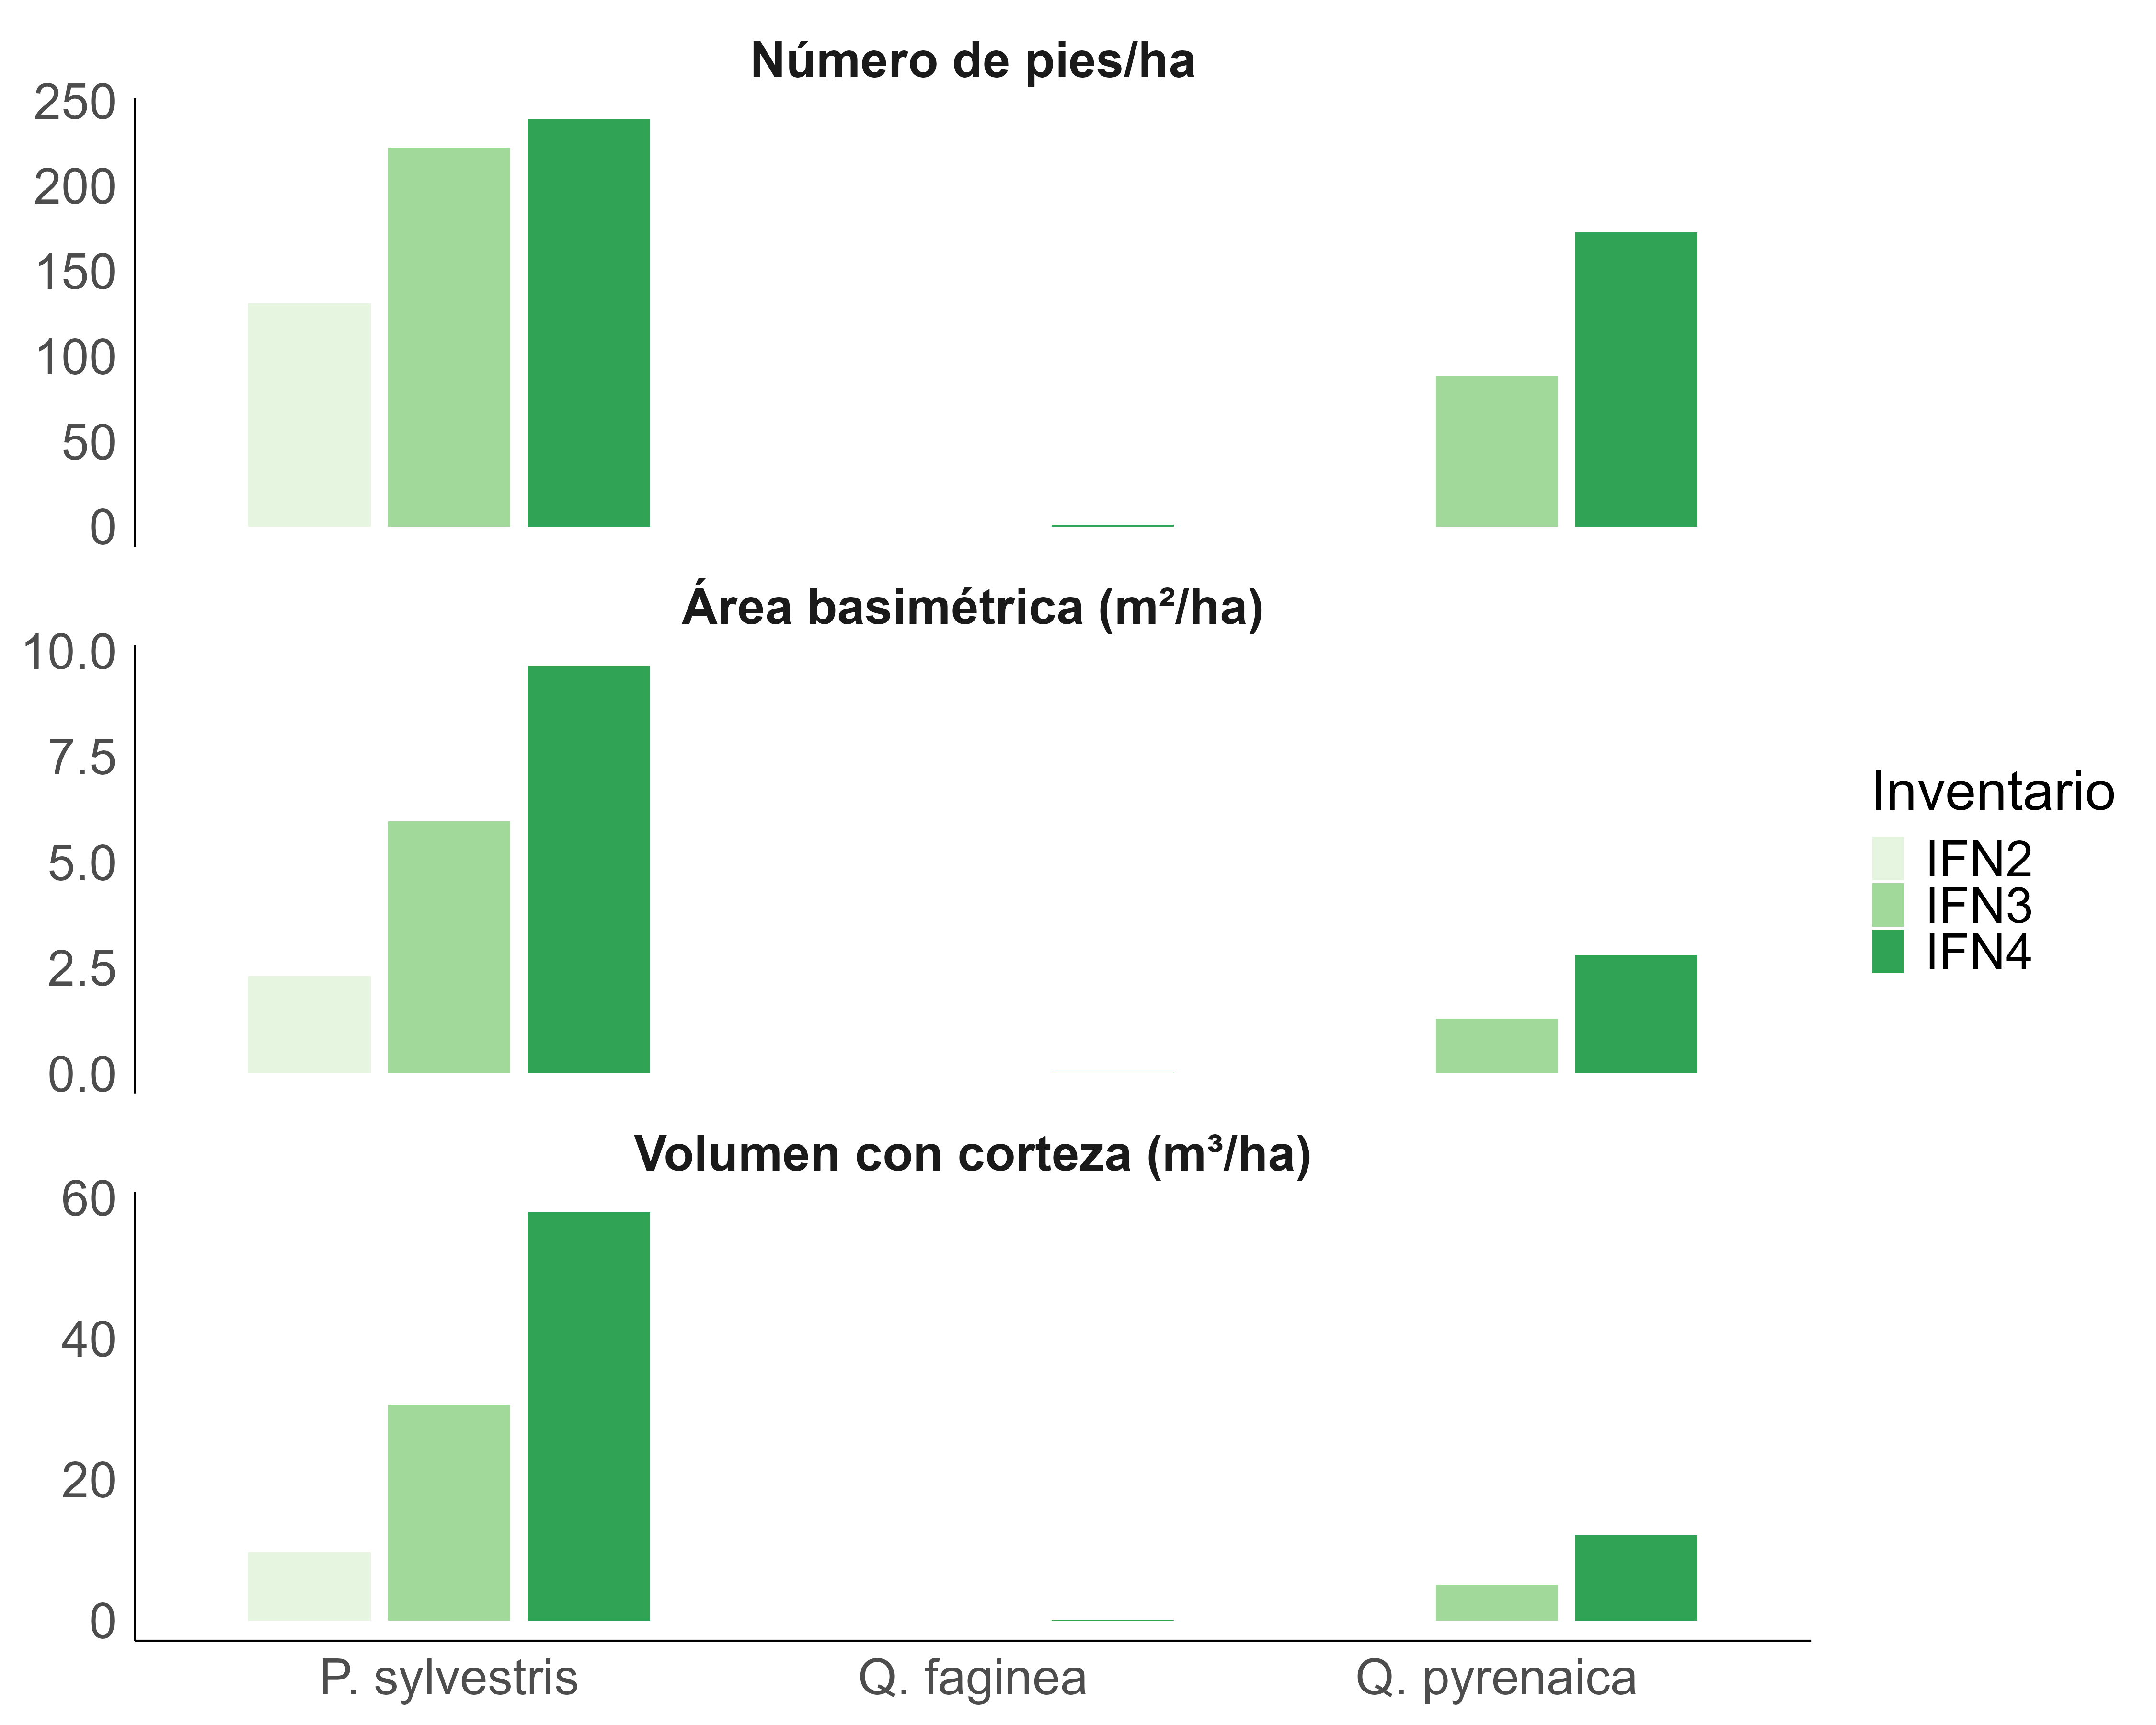 Número de pies/ha
250
200
150
100
50
0
Área basimétrica (m²/ha)
10.0
7.5
5.0
2.5
0.0
Volumen con corteza (m³/ha)
60
40
20
0
P. sylvestris
Q. faginea
Q. pyrenaica
Inventario
IFN2
IFN3
IFN4